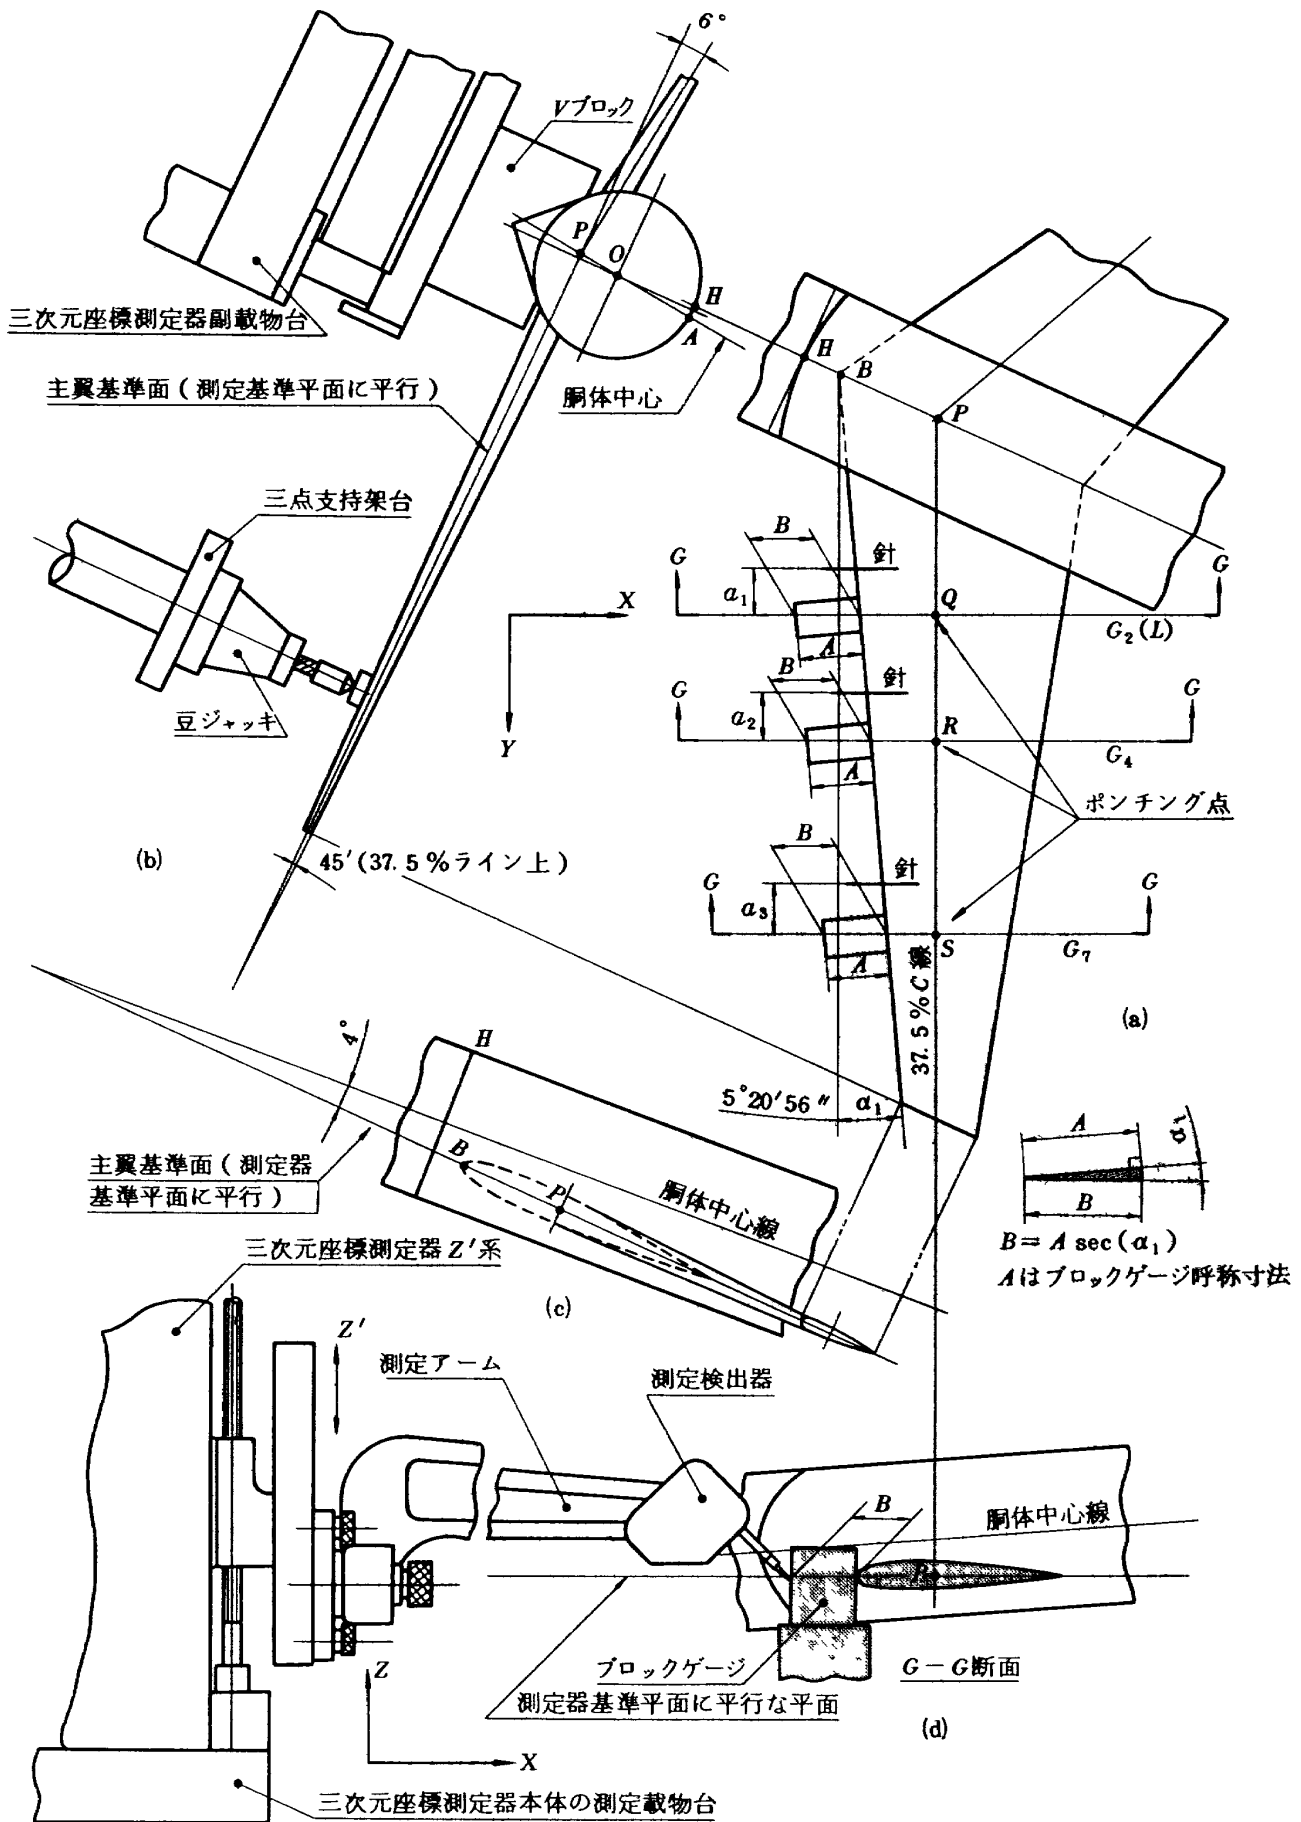 6°
Vブロック
P
O
H
A
三次元座標測定器副載物台
主翼基準面(測定基準平面に平行)
胴体中心
H
B
P
三点支持架台
豆ジャッキ
X
Y
B
針
G
G
a₁
Q
A
G₂(L)
B
針
G
G
a₂
R
A
G₄
ポンチング点
B
針
G
G
a₃
S
A
G₇
37.5%C線
(a)
(b)
45′(37.5%ライン上)
4°
H
5°20′56″
α₁
主翼基準面(測定器
基準平面に平行)
B
P
胴体中心線
(c)
A
α₁
B
B=A sec(α₁)
Aはブロックゲージ呼称寸法
三次元座標測定器Z′系
Z′
測定アーム
測定検出器
B
胴体中心線
R
ブロックゲージ
G-G断面
測定器基準平面に平行な平面
(d)
Z
X
三次元座標測定器本体の測定載物台